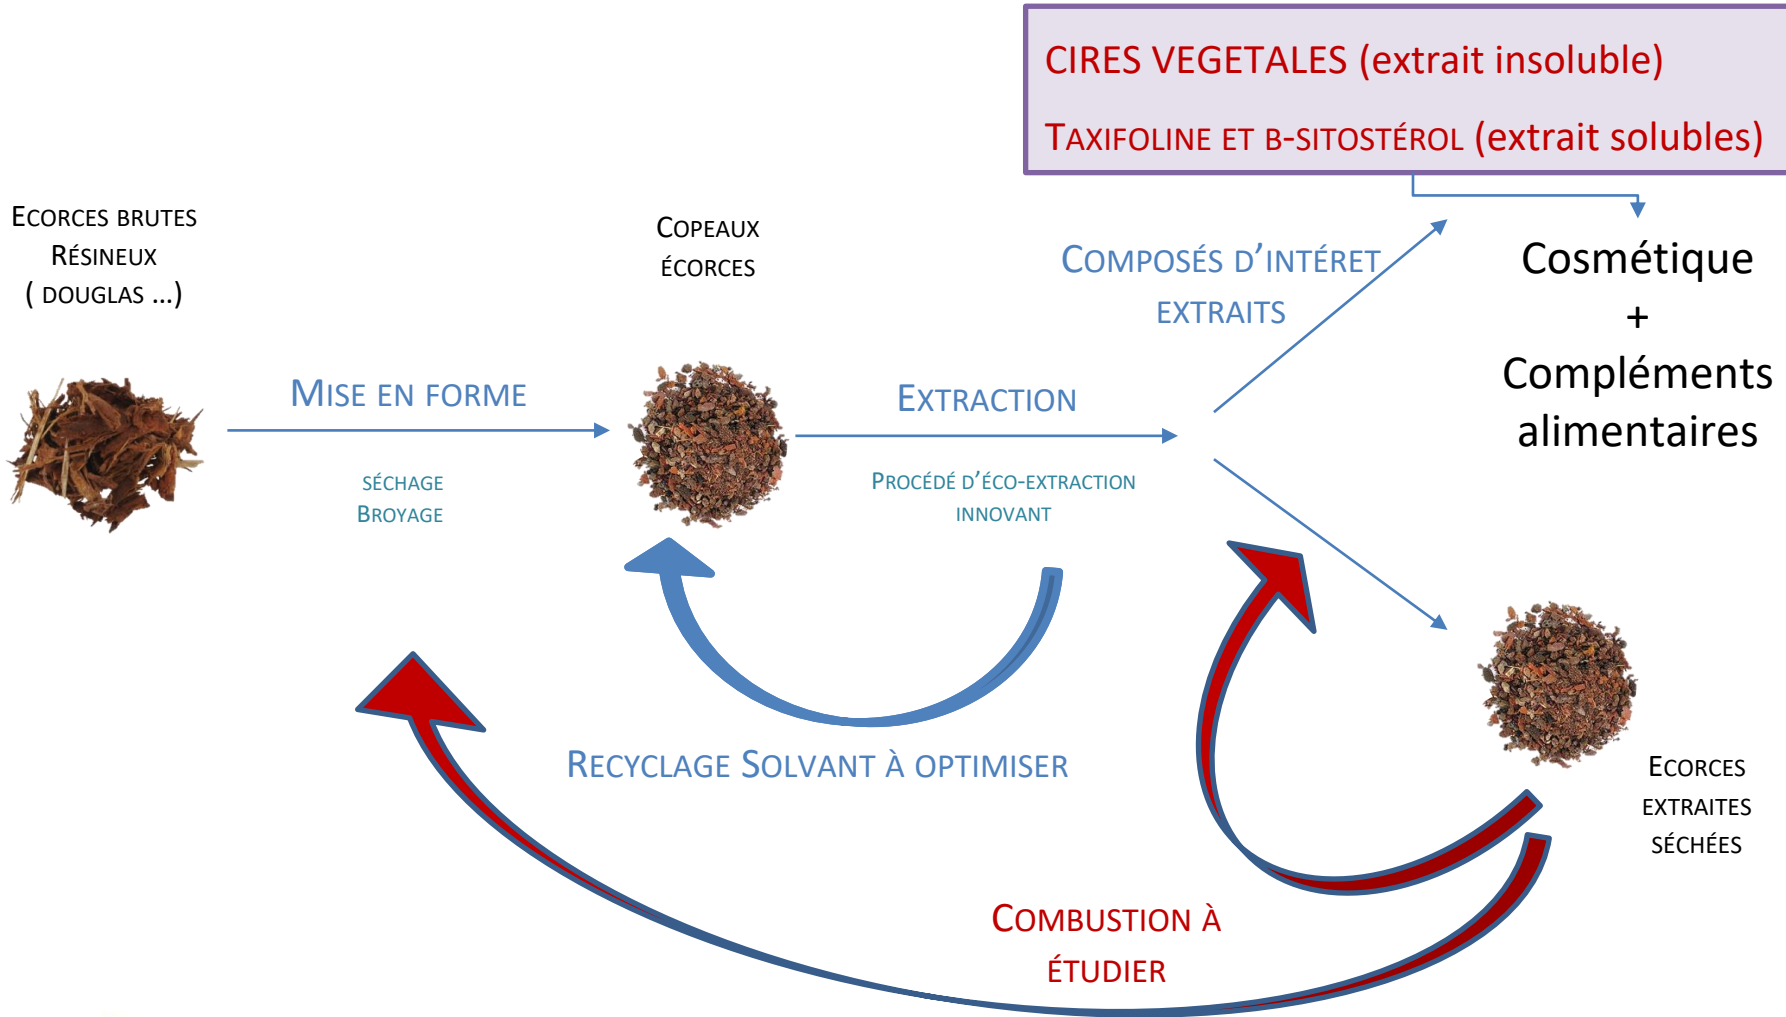 CIRES VEGETALES (extrait insoluble)
TAXIFOLINE ET B-SITOSTÉROL (extrait solubles)
ECORCES BRUTES
RÉSINEUX
( DOUGLAS ...)
COPEAUX
ÉCORCES
COMPOSÉS D'INTÉRET
EXTRAITS
Cosmétique
+
Compléments
alimentaires
MISE EN FORME
SÉCHAGE
BROYAGE
EXTRACTION
PROCÉDÉ D'ÉCO-EXTRACTION
INNOVANT
RECYCLAGE SOLVANT À OPTIMISER
ECORCES
EXTRAITES
SÉCHÉES
COMBUSTION À
ÉTUDIER